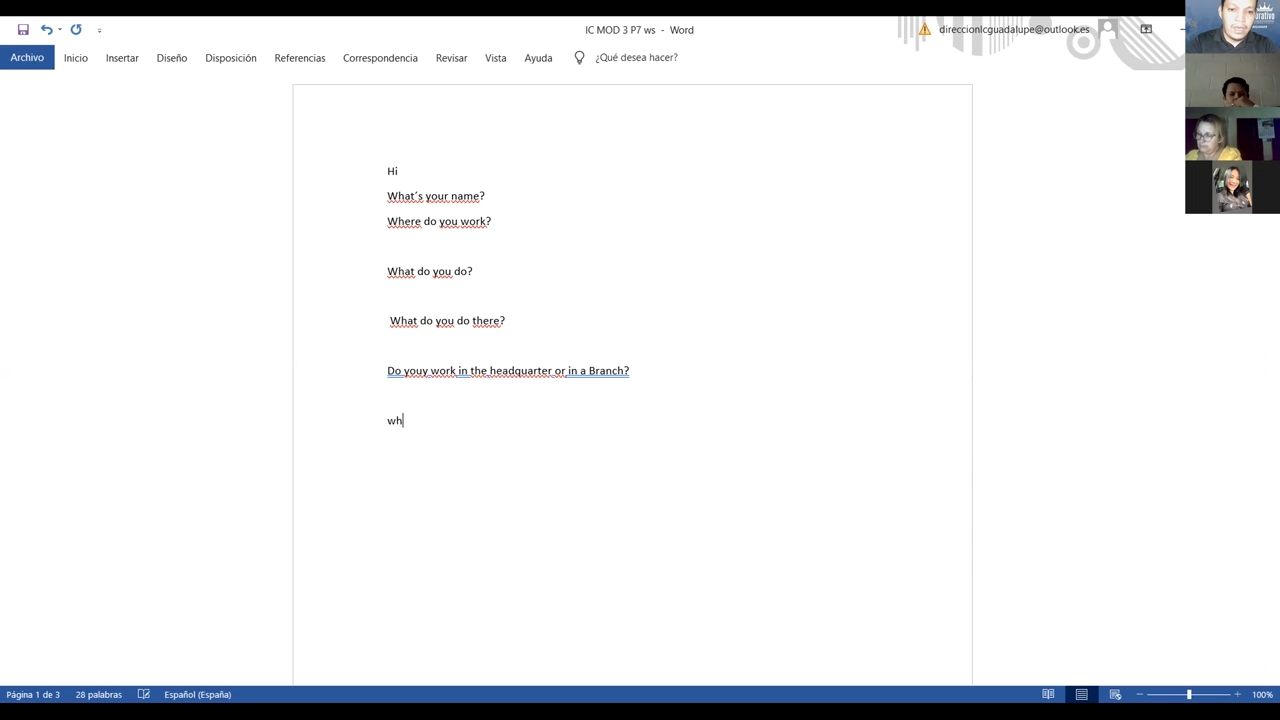 IC MOD 3 P7 ws - Word
direccionlcguadalupe@outlook.es
Archivo Inicio Insertar Diseño Disposición Referencias Correspondencia Revisar Vista Ayuda ¿Qué desea hacer?
Hi
What´s your name?
Where do you work?
What do you do?
What do you do there?
Do youy work in the headquarter or in a Branch?
wh
Página 1 de 3 28 palabras Español (España) 100%